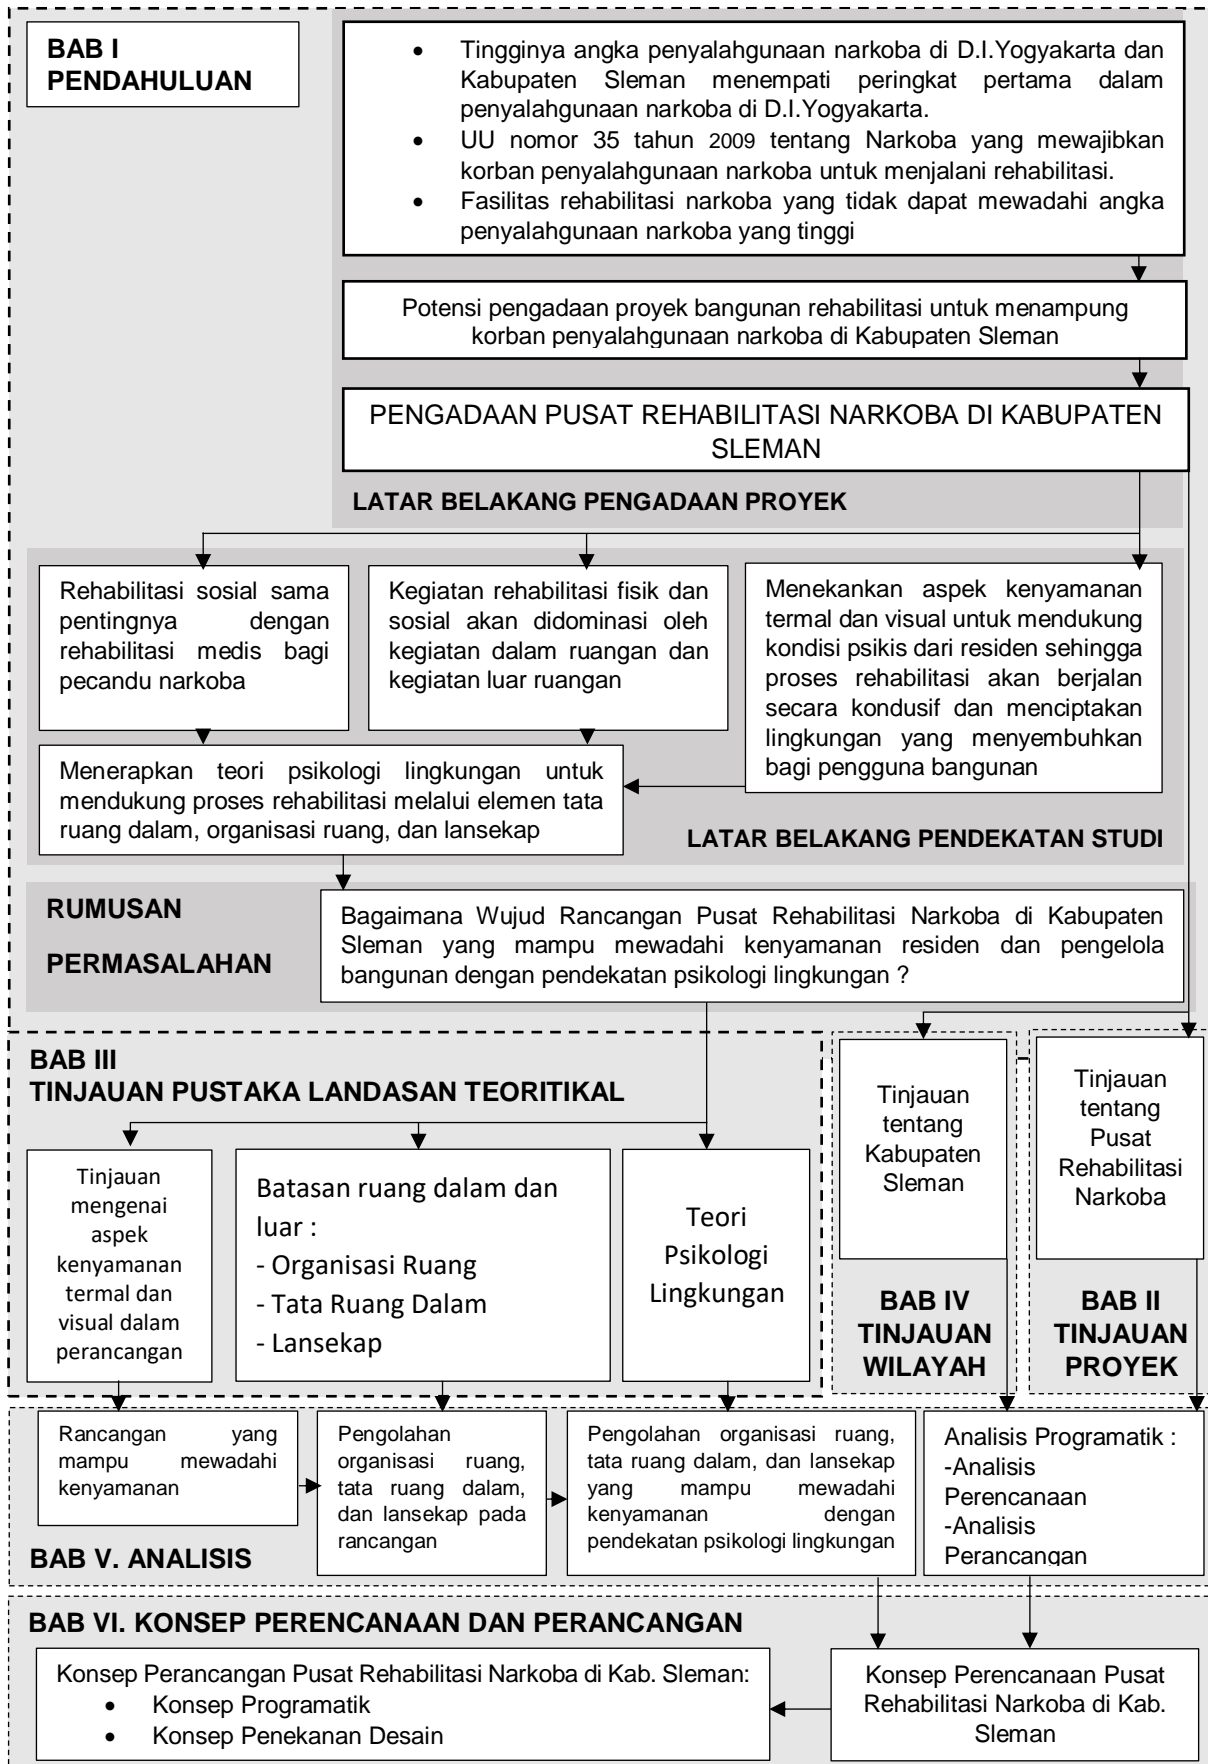 BAB I
PENDAHULUAN
• Tingginya angka penyalahgunaan narkoba di D.I.Yogyakarta dan
Kabupaten Sleman menempati peringkat pertama dalam
penyalahgunaan narkoba di D.I.Yogyakarta.
• UU nomor 35 tahun 2009 tentang Narkoba yang mewajibkan
korban penyalahgunaan narkoba untuk menjalani rehabilitasi.
• Fasilitas rehabilitasi narkoba yang tidak dapat mewadahi angka
penyalahgunaan narkoba yang tinggi
Potensi pengadaan proyek bangunan rehabilitasi untuk menampung
korban penyalahgunaan narkoba di Kabupaten Sleman
PENGADAAN PUSAT REHABILITASI NARKOBA DI KABUPATEN
SLEMAN
LATAR BELAKANG PENGADAAN PROYEK
Rehabilitasi sosial sama
pentingnya dengan
rehabilitasi medis bagi
pecandu narkoba
Kegiatan rehabilitasi fisik dan
sosial akan didominasi oleh
kegiatan dalam ruangan dan
kegiatan luar ruangan
Menekankan aspek kenyamanan
termal dan visual untuk mendukung
kondisi psikis dari residen sehingga
proses rehabilitasi akan berjalan
secara kondusif dan menciptakan
lingkungan yang menyembuhkan
bagi pengguna bangunan
Menerapkan teori psikologi lingkungan untuk
mendukung proses rehabilitasi melalui elemen tata
ruang dalam, organisasi ruang, dan lansekap
LATAR BELAKANG PENDEKATAN STUDI
RUMUSAN
PERMASALAHAN
Bagaimana Wujud Rancangan Pusat Rehabilitasi Narkoba di Kabupaten
Sleman yang mampu mewadahi kenyamanan residen dan pengelola
bangunan dengan pendekatan psikologi lingkungan ?
BAB III
TINJAUAN PUSTAKA LANDASAN TEORITIKAL
Tinjauan
mengenai
aspek
kenyamanan
termal dan
visual dalam
perancangan
Batasan ruang dalam dan
luar :
- Organisasi Ruang
- Tata Ruang Dalam
- Lansekap
Teori
Psikologi
Lingkungan
Tinjauan
tentang
Kabupaten
Sleman
BAB IV
TINJAUAN
WILAYAH
Tinjauan
tentang
Pusat
Rehabilitasi
Narkoba
BAB II
TINJAUAN
PROYEK
Rancangan yang
mampu mewadahi
kenyamanan
Pengolahan
organisasi ruang,
tata ruang dalam,
dan lansekap pada
rancangan
Pengolahan organisasi ruang,
tata ruang dalam, dan lansekap
yang mampu mewadahi
kenyamanan dengan
pendekatan psikologi lingkungan
Analisis Programatik :
-Analisis
Perencanaan
-Analisis
Perancangan
BAB V. ANALISIS
BAB VI. KONSEP PERENCANAAN DAN PERANCANGAN
Konsep Perancangan Pusat Rehabilitasi Narkoba di Kab. Sleman:
• Konsep Programatik
• Konsep Penekanan Desain
Konsep Perencanaan Pusat
Rehabilitasi Narkoba di Kab.
Sleman